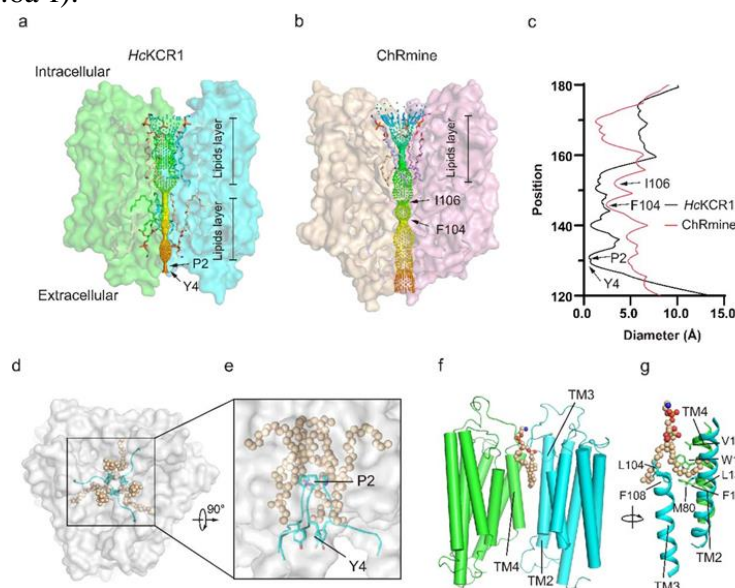 a
b
c
HcKCR1
ChRmine
Intracellular
Extracellular
Lipids layer
Lipids layer
P2
Y4
Lipids layer
I106
F104
Position
180
160
140
120
I106
F104
HcKCR1
ChRmine
P2
Y4
0
5.0
10.0
15.0
Diameter (Å)
d
e
f
g
90°
P2
Y4
TM3
TM4
TM2
TM4
L104
F108
M80
TM2
TM3